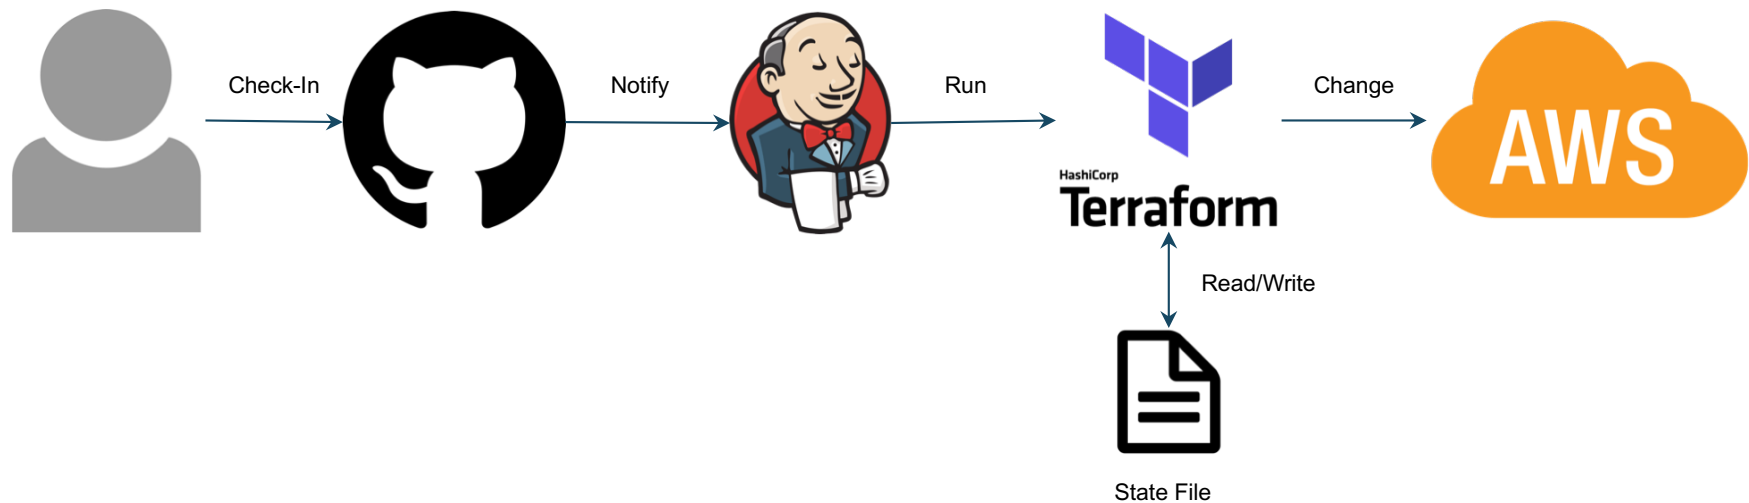 Check-In
Notify
Run
Change
HashiCorp
Terraform
AWS
Read/Write
State File